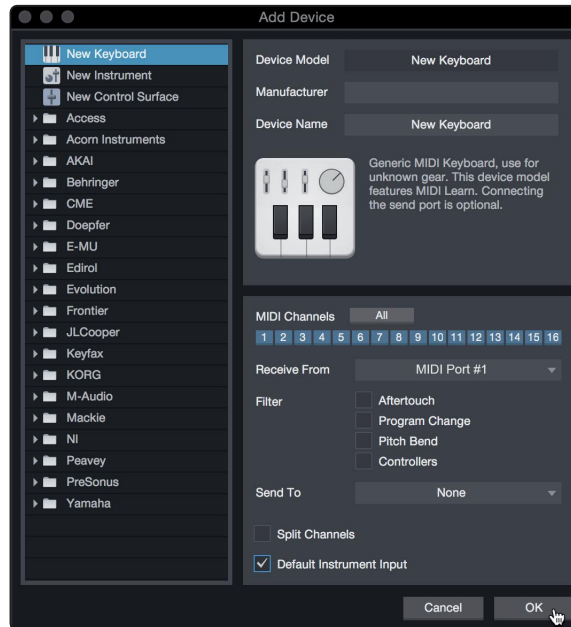 Add Device
New Keyboard
New Instrument
New Control Surface
Access
Acorn Instruments
AKAI
Behringer
CME
Doepfer
E-MU
Edirol
Evolution
Frontier
JLCooper
Keyfax
KORG
M-Audio
Mackie
NI
Peavey
PreSonus
Yamaha
Device Model New Keyboard
Manufacturer
Device Name New Keyboard
Generic MIDI Keyboard, use for
unknown gear. This device model
features MIDI Learn. Connecting
the send port is optional.
MIDI Channels All
1 2 3 4 5 6 7 8 9 10 11 12 13 14 15 16
Receive From MIDI Port #1
Filter Aftertouch
Program Change
Pitch Bend
Controllers
Send To None
Split Channels
Default Instrument Input
Cancel OK